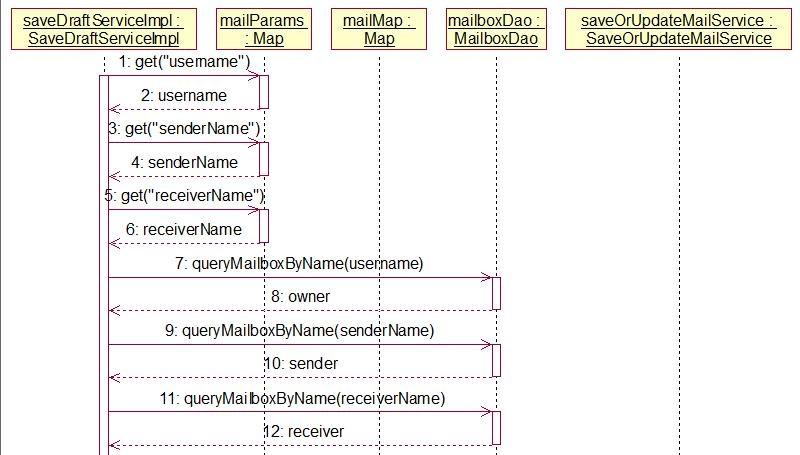 saveDraftServiceImpl :
SaveDraftServiceImpl
mailParams
: Map
mailMap :
Map
mailboxDao :
MailboxDao
saveOrUpdateMailService :
SaveOrUpdateMailService
1: get("username")
2: username
3: get("senderName")
4: senderName
5: get("receiverName")
6: receiverName
7: queryMailboxByName(username)
8: owner
9: queryMailboxByName(senderName)
10: sender
11: queryMailboxByName(receiverName)
12: receiver